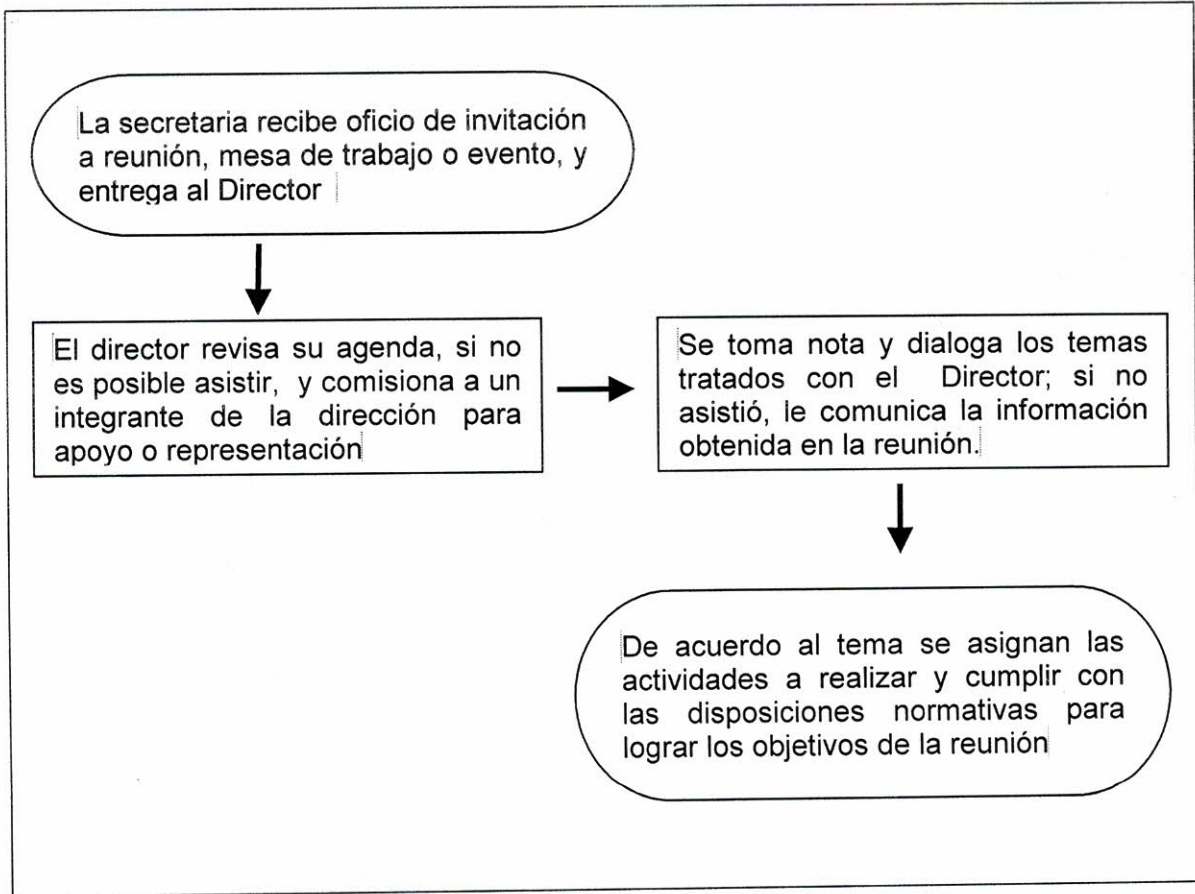 La secretaria recibe oficio de invitación
a reunión, mesa de trabajo o evento, y
entrega al Director
El director revisa su agenda, si no
es posible asistir, y comisiona a un
integrante de la dirección para
apoyo o representación
Se toma nota y dialoga los temas
tratados con el Director; si no
asistió, le comunica la información
obtenida en la reunión.
De acuerdo al tema se asignan las
actividades a realizar y cumplir con
las disposiciones normativas para
lograr los objetivos de la reunión